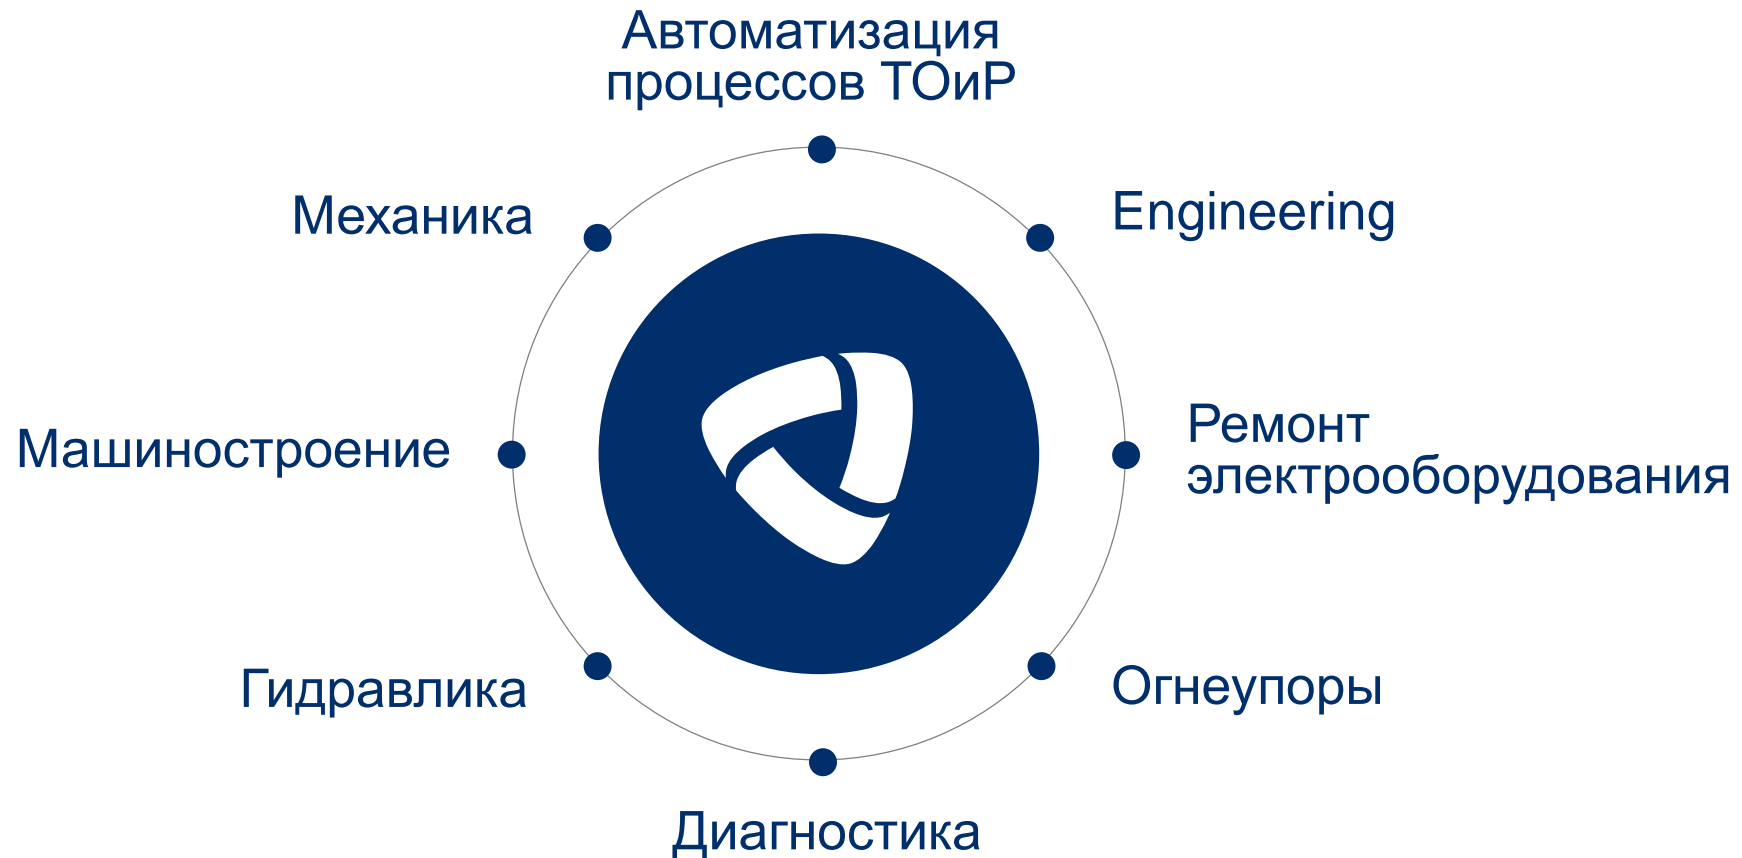 Автоматизация
процессов ТОиР
Механика
Engineering
Машиностроение
Ремонт
электрооборудования
Гидравлика
Огнеупоры
Диагностика